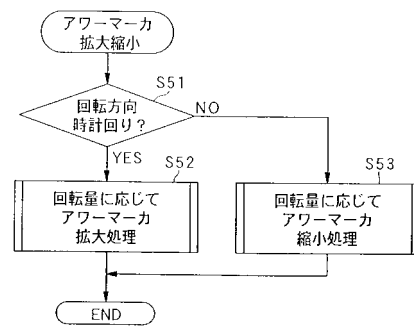 アワーマーカ
拡大縮小
S51
回転方向
時計回り？
NO
YES
S52
回転量に応じて
アワーマーカ
拡大処理
S53
回転量に応じて
アワーマーカ
縮小処理
END